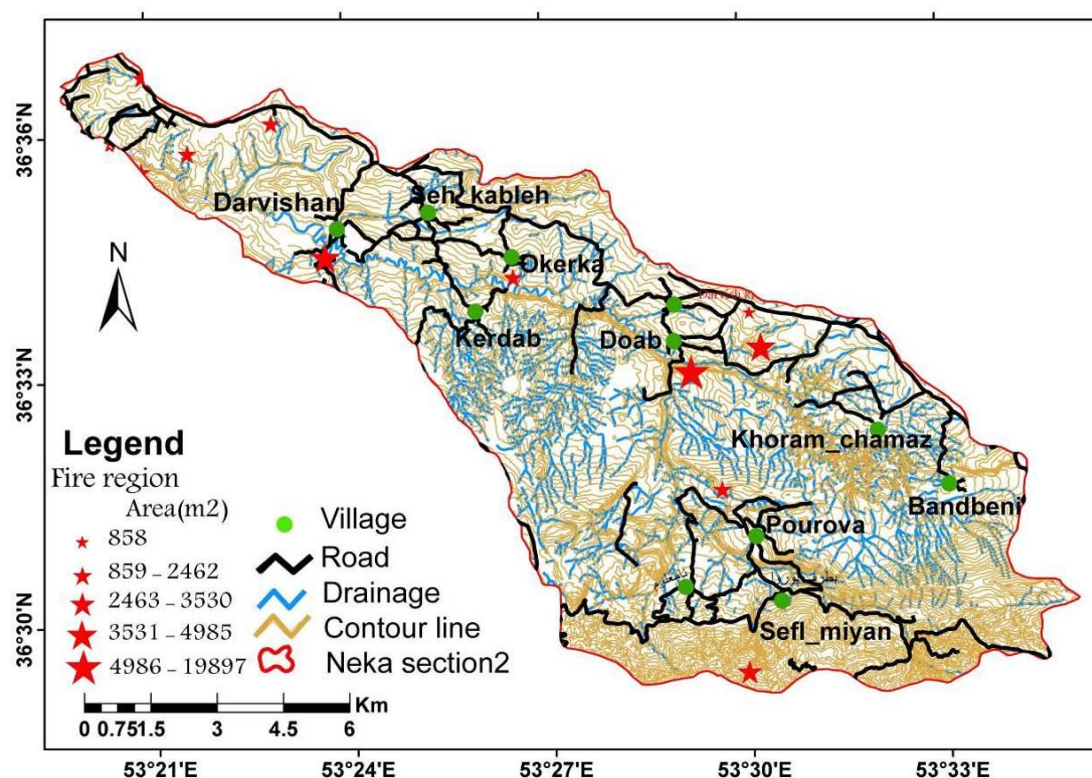 36°36'N
36°33'N
36°30'N
Darvishan
Seh_kableh
Okerka
Kerdab
Doab
Khoram_chamaz
Bandbeni
Pourova
Sefl_miyan
N
Legend
Fire region
Area(m2)
858
859 – 2462
2463 – 3530
3531 – 4985
4986 – 19897
Village
Road
Drainage
Contour line
Neka section2
0 0.75 1.5 3 4.5 6 Km
53°21'E 53°24'E 53°27'E 53°30'E 53°33'E